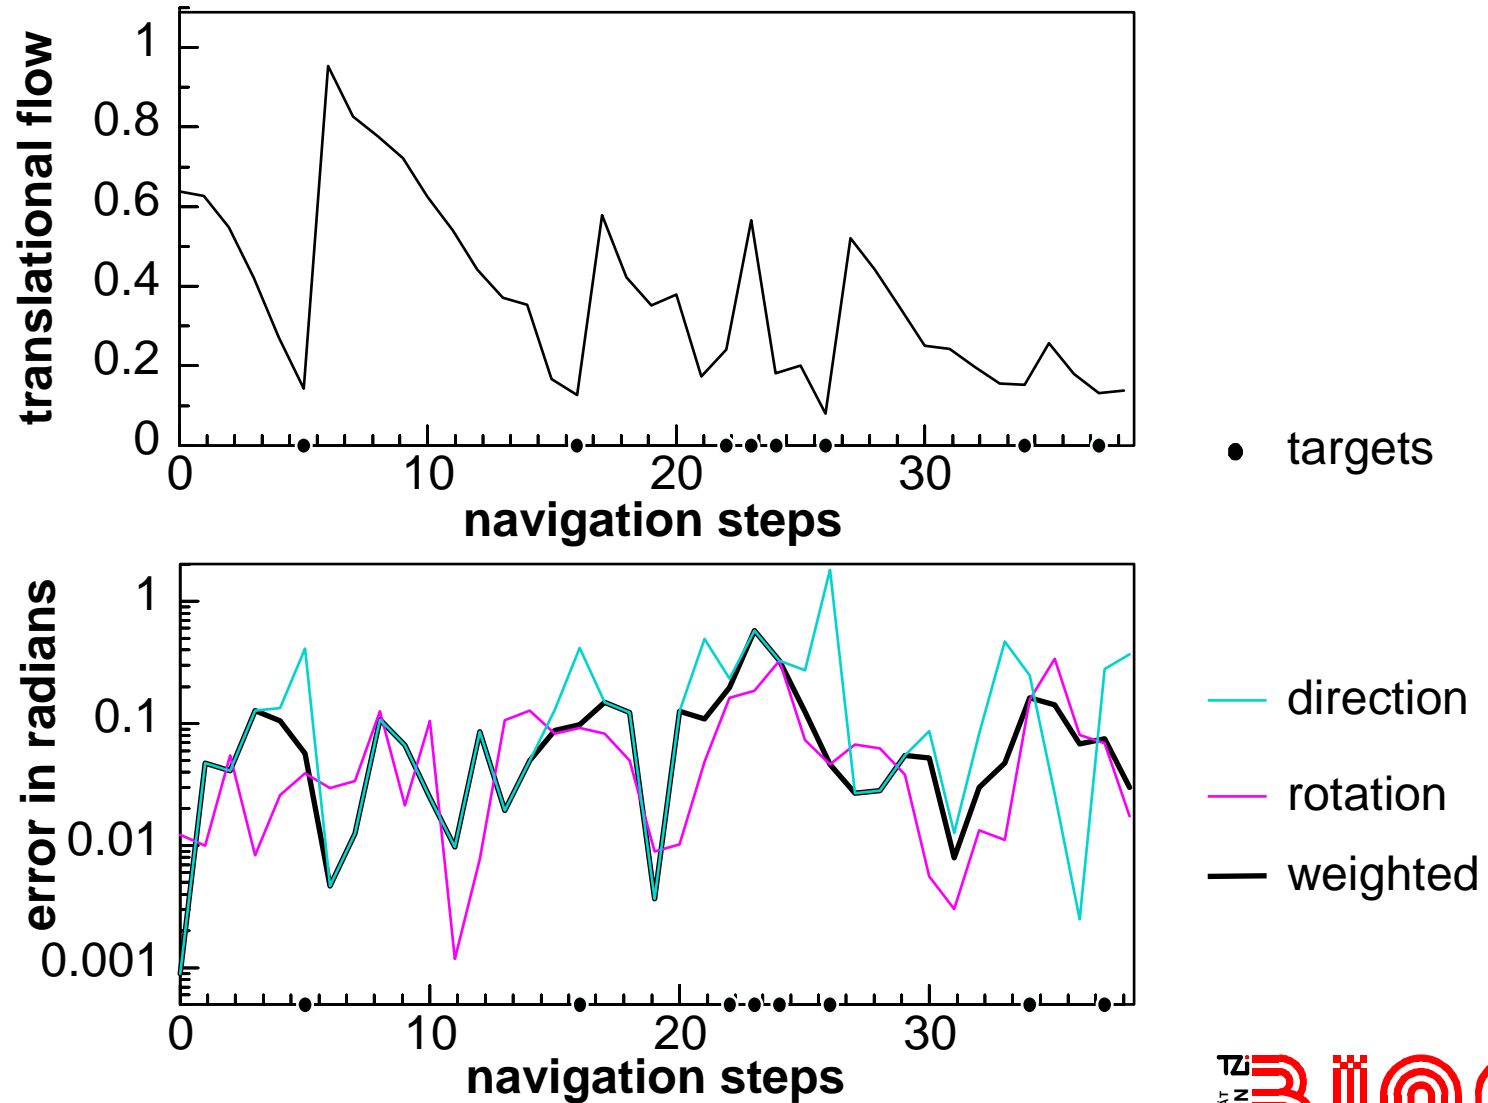 translational flow
1
0.8
0.6
0.4
0.2
0
0 10 20 30
navigation steps
targets
error in radians
1
0.1
0.01
0.001
0 10 20 30
navigation steps
direction
rotation
weighted
TZi